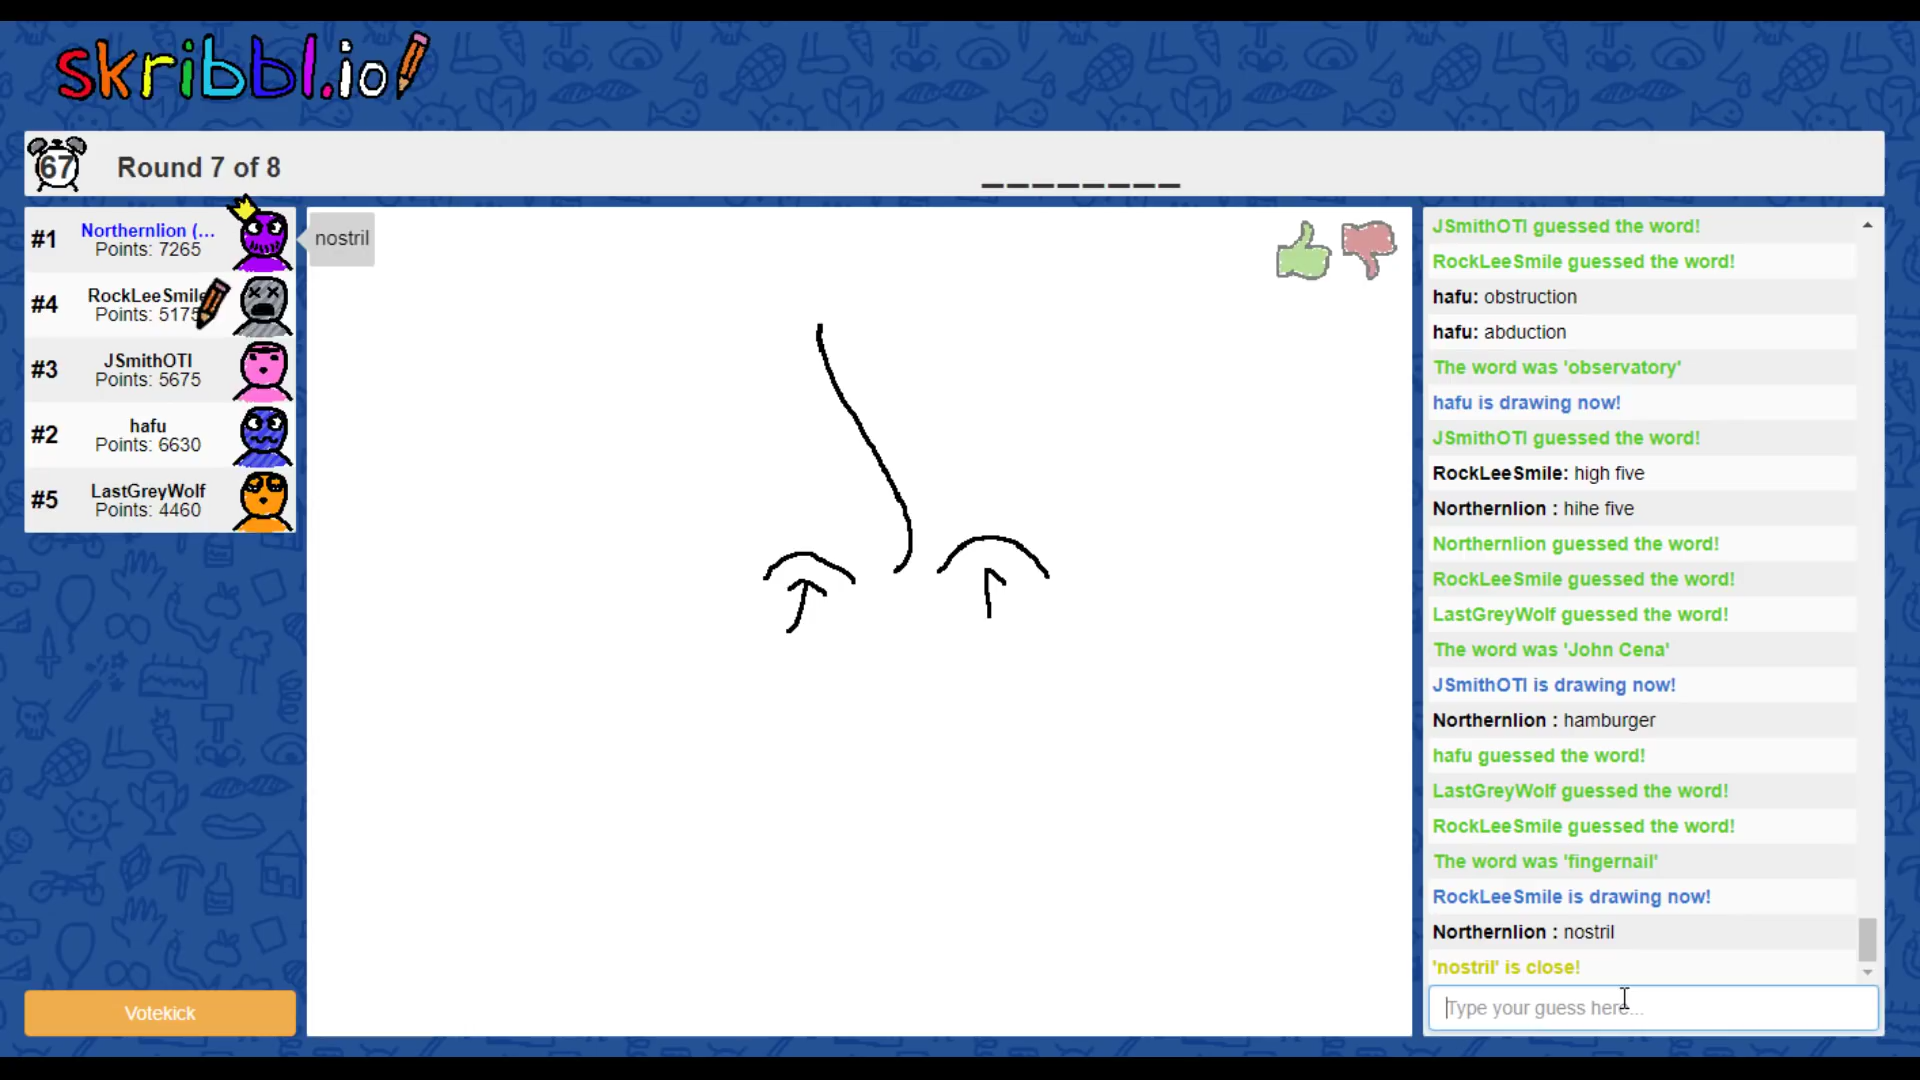 skribbl.io
67
Round 7 of 8
________
#1
Northernlion (...
Points: 7265
nostril
#4
RockLeeSmile
Points: 5175
#3
JSmithOTI
Points: 5675
#2
hafu
Points: 6630
#5
LastGreyWolf
Points: 4460
Votekick
JSmithOTI guessed the word!
RockLeeSmile guessed the word!
hafu: obstruction
hafu: abduction
The word was 'observatory'
hafu is drawing now!
JSmithOTI guessed the word!
RockLeeSmile: high five
Northernlion : hihe five
Northernlion guessed the word!
RockLeeSmile guessed the word!
LastGreyWolf guessed the word!
The word was 'John Cena'
JSmithOTI is drawing now!
Northernlion : hamburger
hafu guessed the word!
LastGreyWolf guessed the word!
RockLeeSmile guessed the word!
The word was 'fingernail'
RockLeeSmile is drawing now!
Northernlion : nostril
'nostril' is close!
Type your guess here...